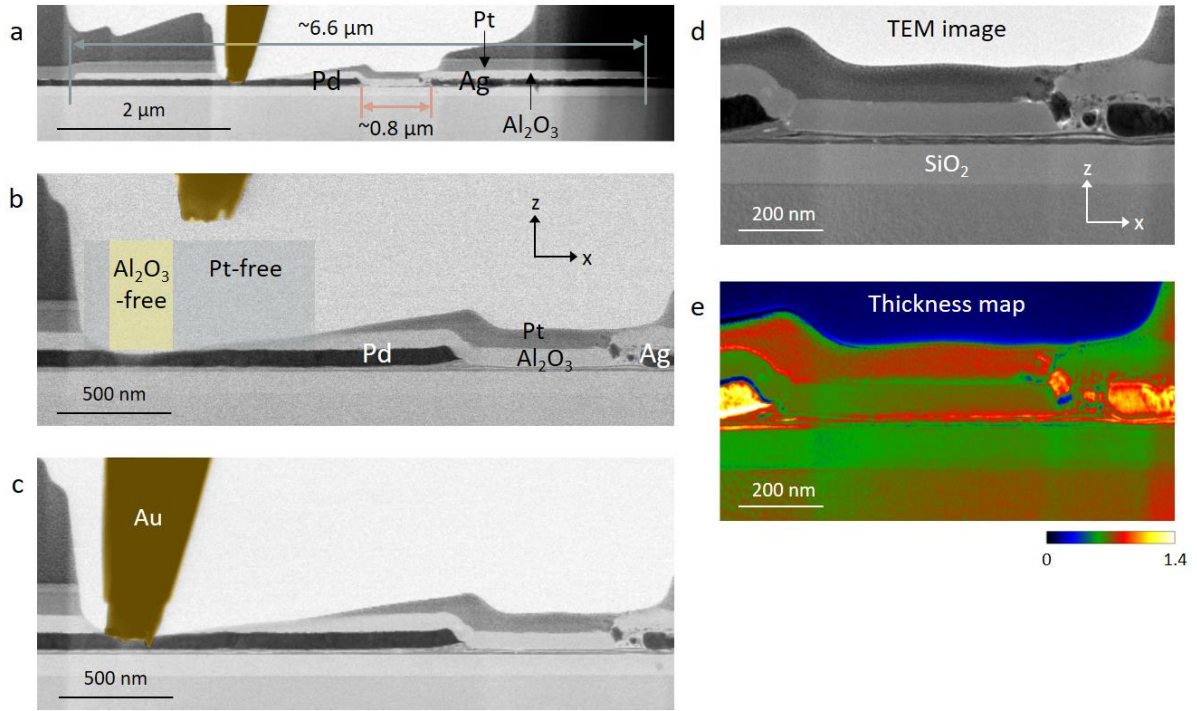 a
~6.6 μm
Pt
Pd
Ag
2 μm
~0.8 μm
Al₂O₃
b
z
x
Al₂O₃
-free
Pt-free
Pt
Pd
Al₂O₃
Ag
500 nm
c
Au
500 nm
d
TEM image
SiO₂
z
x
200 nm
e
Thickness map
200 nm
0
1.4